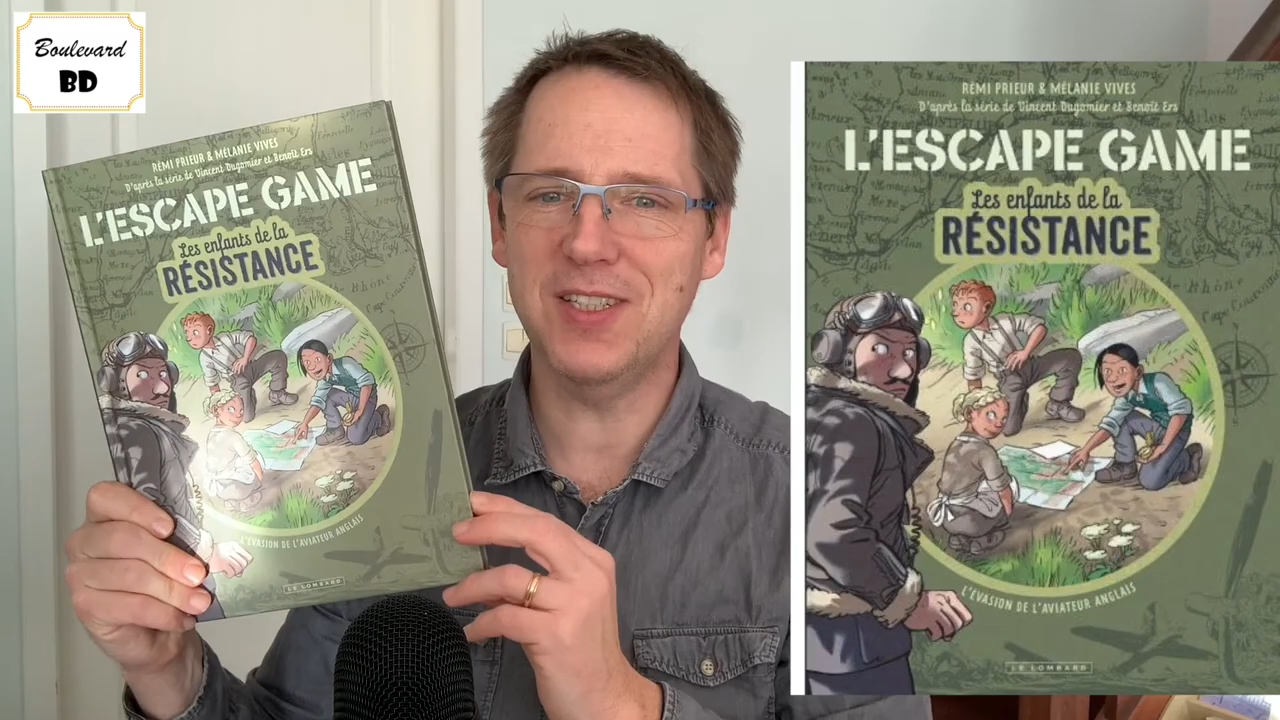 Boulevard
BD
RÉMI PRIEUR & MÉLANIE VIVES
D'après la série de Vincent Dugomier et Benoît Ers
L'ESCAPE GAME
Les enfants de la
RÉSISTANCE
L'ÉVASION DE L'AVIATEUR ANGLAIS
LE LOMBARD
RÉMI PRIEUR & MÉLANIE VIVES
D'après la série de Vincent Dugomier et Benoît Ers
L'ESCAPE GAME
Les enfants de la
RÉSISTANCE
L'ÉVASION DE L'AVIATEUR ANGLAIS
LE LOMBARD